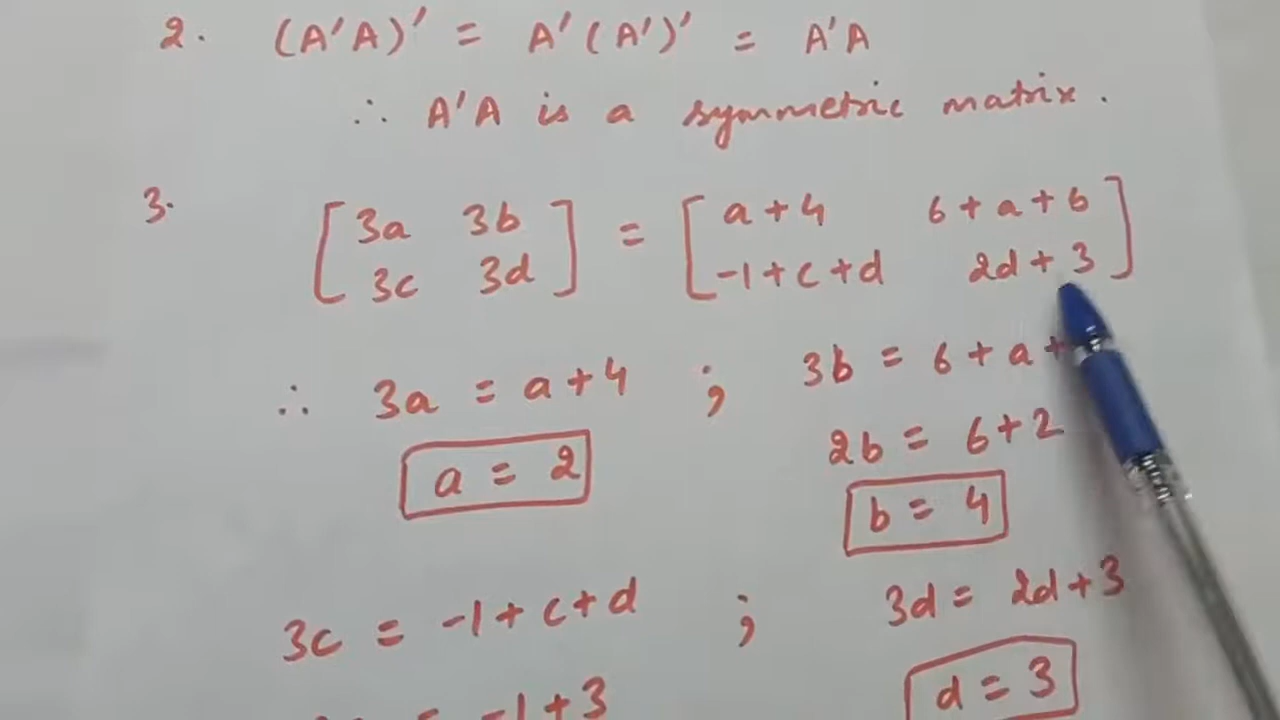 2. (A'A)' = A'(A')' = A'A
∴ A'A is a symmetric matrix.
3. [3a 3b] = [a+4 6+a+b]
[3c 3d] [-1+c+d 2d+3]
∴ 3a = a+4 ; 3b = 6+a+
a = 2 2b = 6+2
b = 4
3c = -1+c+d ; 3d = 2d+3
= -1+3 d = 3